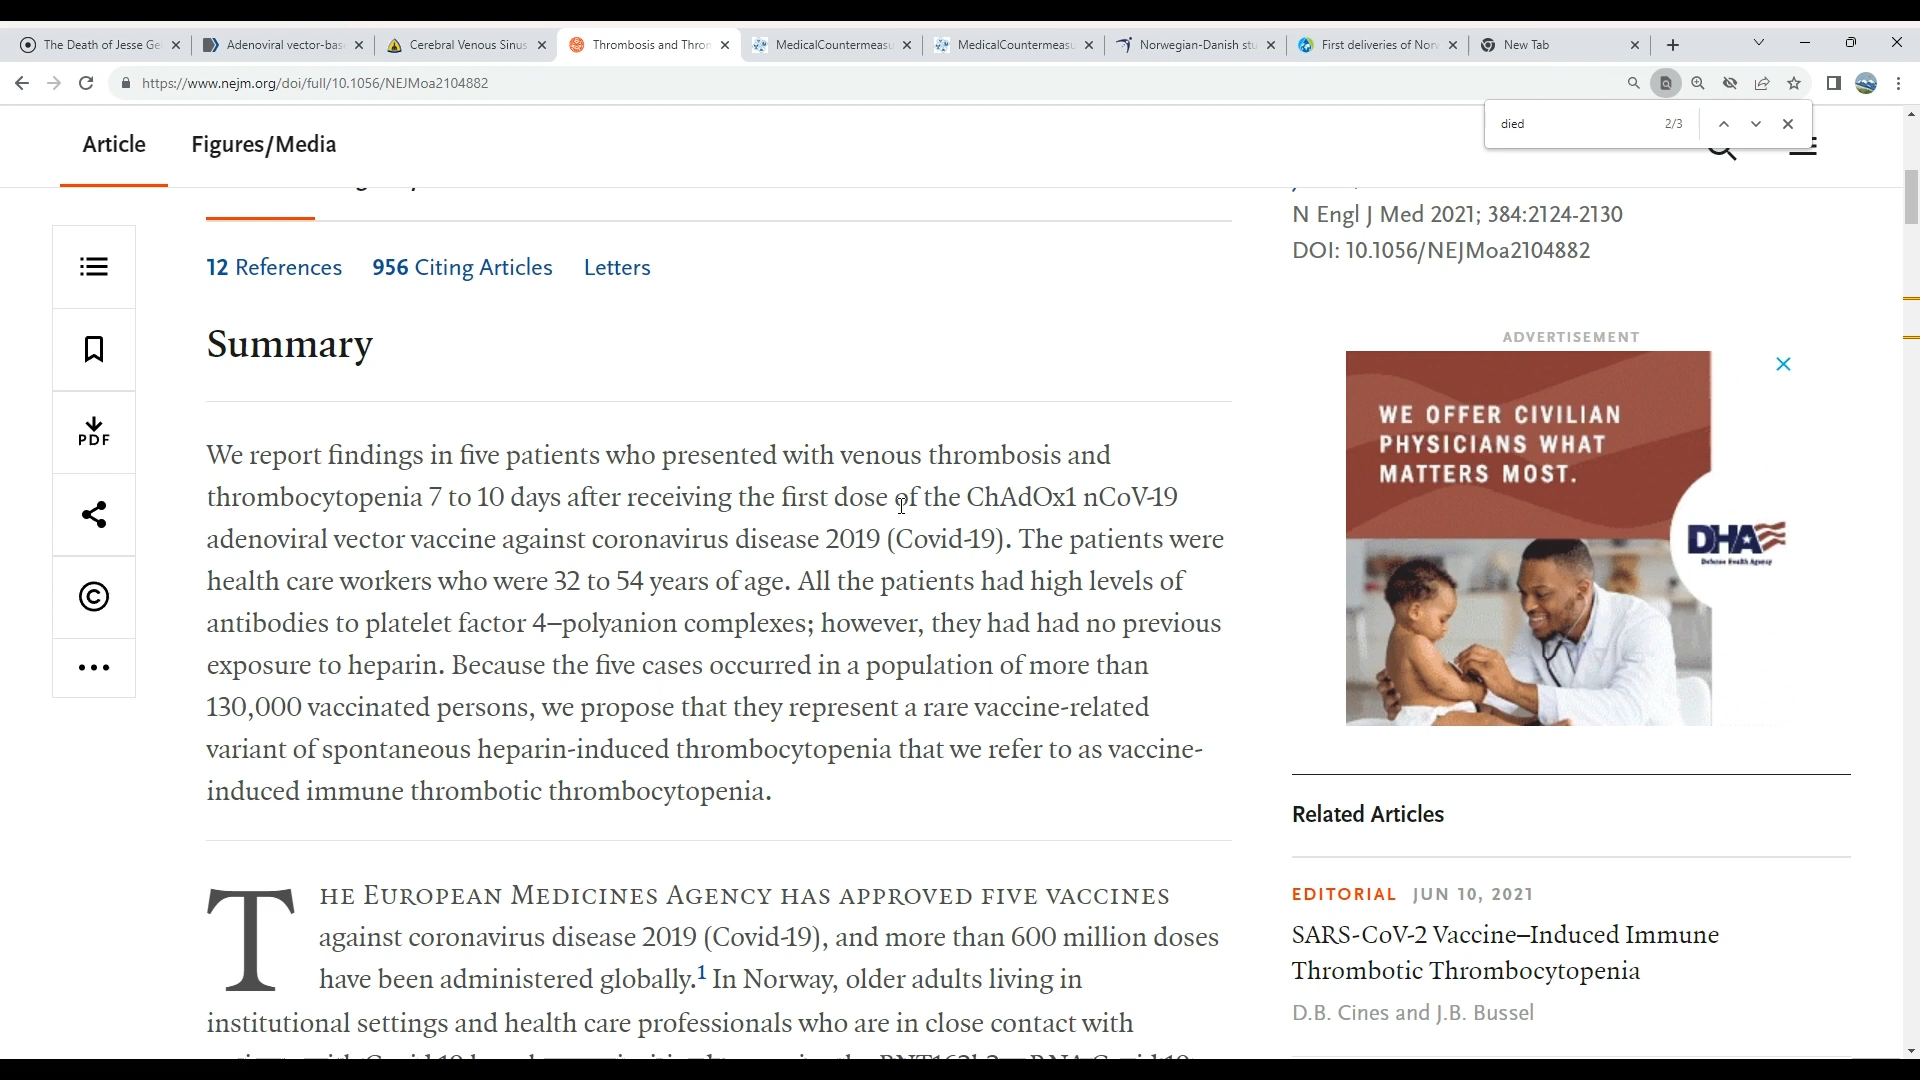 The Death of Jesse Ge
Adenoviral vector-bas
Cerebral Venous Sinus
Thrombosis and Thron
MedicalCountermeasu
MedicalCountermeasu
Norwegian-Danish stu
First deliveries of Nor
New Tab
https://www.nejm.org/doi/full/10.1056/NEJMoa2104882
died 2/3
Article Figures/Media
N Engl J Med 2021; 384:2124-2130
DOI: 10.1056/NEJMoa2104882
12 References 956 Citing Articles Letters
PDF
Summary
We report findings in five patients who presented with venous thrombosis and
thrombocytopenia 7 to 10 days after receiving the first dose of the ChAdOx1 nCoV-19
adenoviral vector vaccine against coronavirus disease 2019 (Covid-19). The patients were
health care workers who were 32 to 54 years of age. All the patients had high levels of
antibodies to platelet factor 4–polyanion complexes; however, they had had no previous
exposure to heparin. Because the five cases occurred in a population of more than
130,000 vaccinated persons, we propose that they represent a rare vaccine-related
variant of spontaneous heparin-induced thrombocytopenia that we refer to as vaccine-
induced immune thrombotic thrombocytopenia.
THE EUROPEAN MEDICINES AGENCY HAS APPROVED FIVE VACCINES
against coronavirus disease 2019 (Covid-19), and more than 600 million doses
have been administered globally.1 In Norway, older adults living in
institutional settings and health care professionals who are in close contact with
ADVERTISEMENT
WE OFFER CIVILIAN
PHYSICIANS WHAT
MATTERS MOST.
DHA
Defense Health Agency
Related Articles
EDITORIAL JUN 10, 2021
SARS-CoV-2 Vaccine–Induced Immune
Thrombotic Thrombocytopenia
D.B. Cines and J.B. Bussel